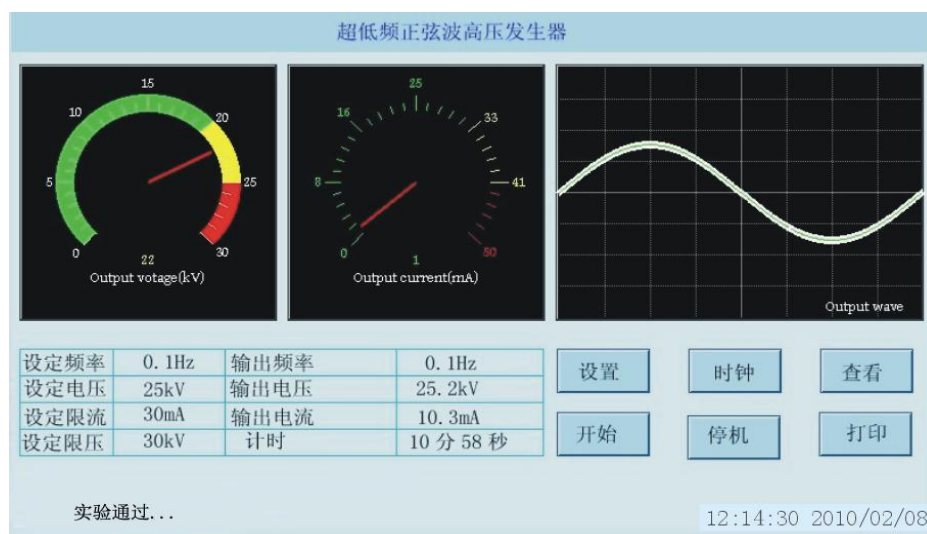 超低频正弦波高压发生器
0 5 10 15 20 25 30
22
Output votage(kV)
0 8 16 25 33 41 50
1
Output current(mA)
Output wave
设定频率 0.1Hz 输出频率 0.1Hz
设定电压 25kV 输出电压 25.2kV
设定限流 30mA 输出电流 10.3mA
设定限压 30kV 计时 10 分 58 秒
设置 时钟 查看
开始 停机 打印
实验通过...
12:14:30 2010/02/08